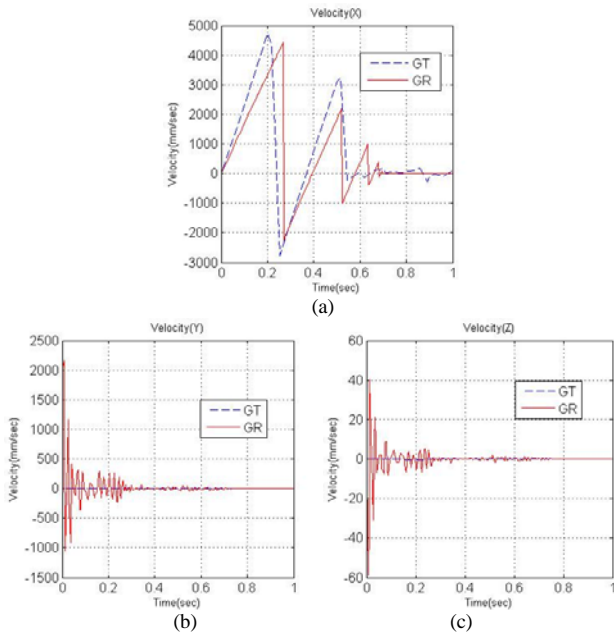 Velocity(X)
5000
4000
3000
2000
1000
0
-1000
-2000
-3000
Velocity(mm/sec)
GT
GR
0 0.2 0.4 0.6 0.8 1
Time(sec)
(a)
Velocity(Y)
2500
2000
1500
1000
500
0
-500
-1000
-1500
Velocity(mm/sec)
GT
GR
0 0.2 0.4 0.6 0.8 1
Time(sec)
(b)
Velocity(Z)
60
40
20
0
-20
-40
-60
Velocity(mm/sec)
GT
GR
0 0.2 0.4 0.6 0.8 1
Time(sec)
(c)